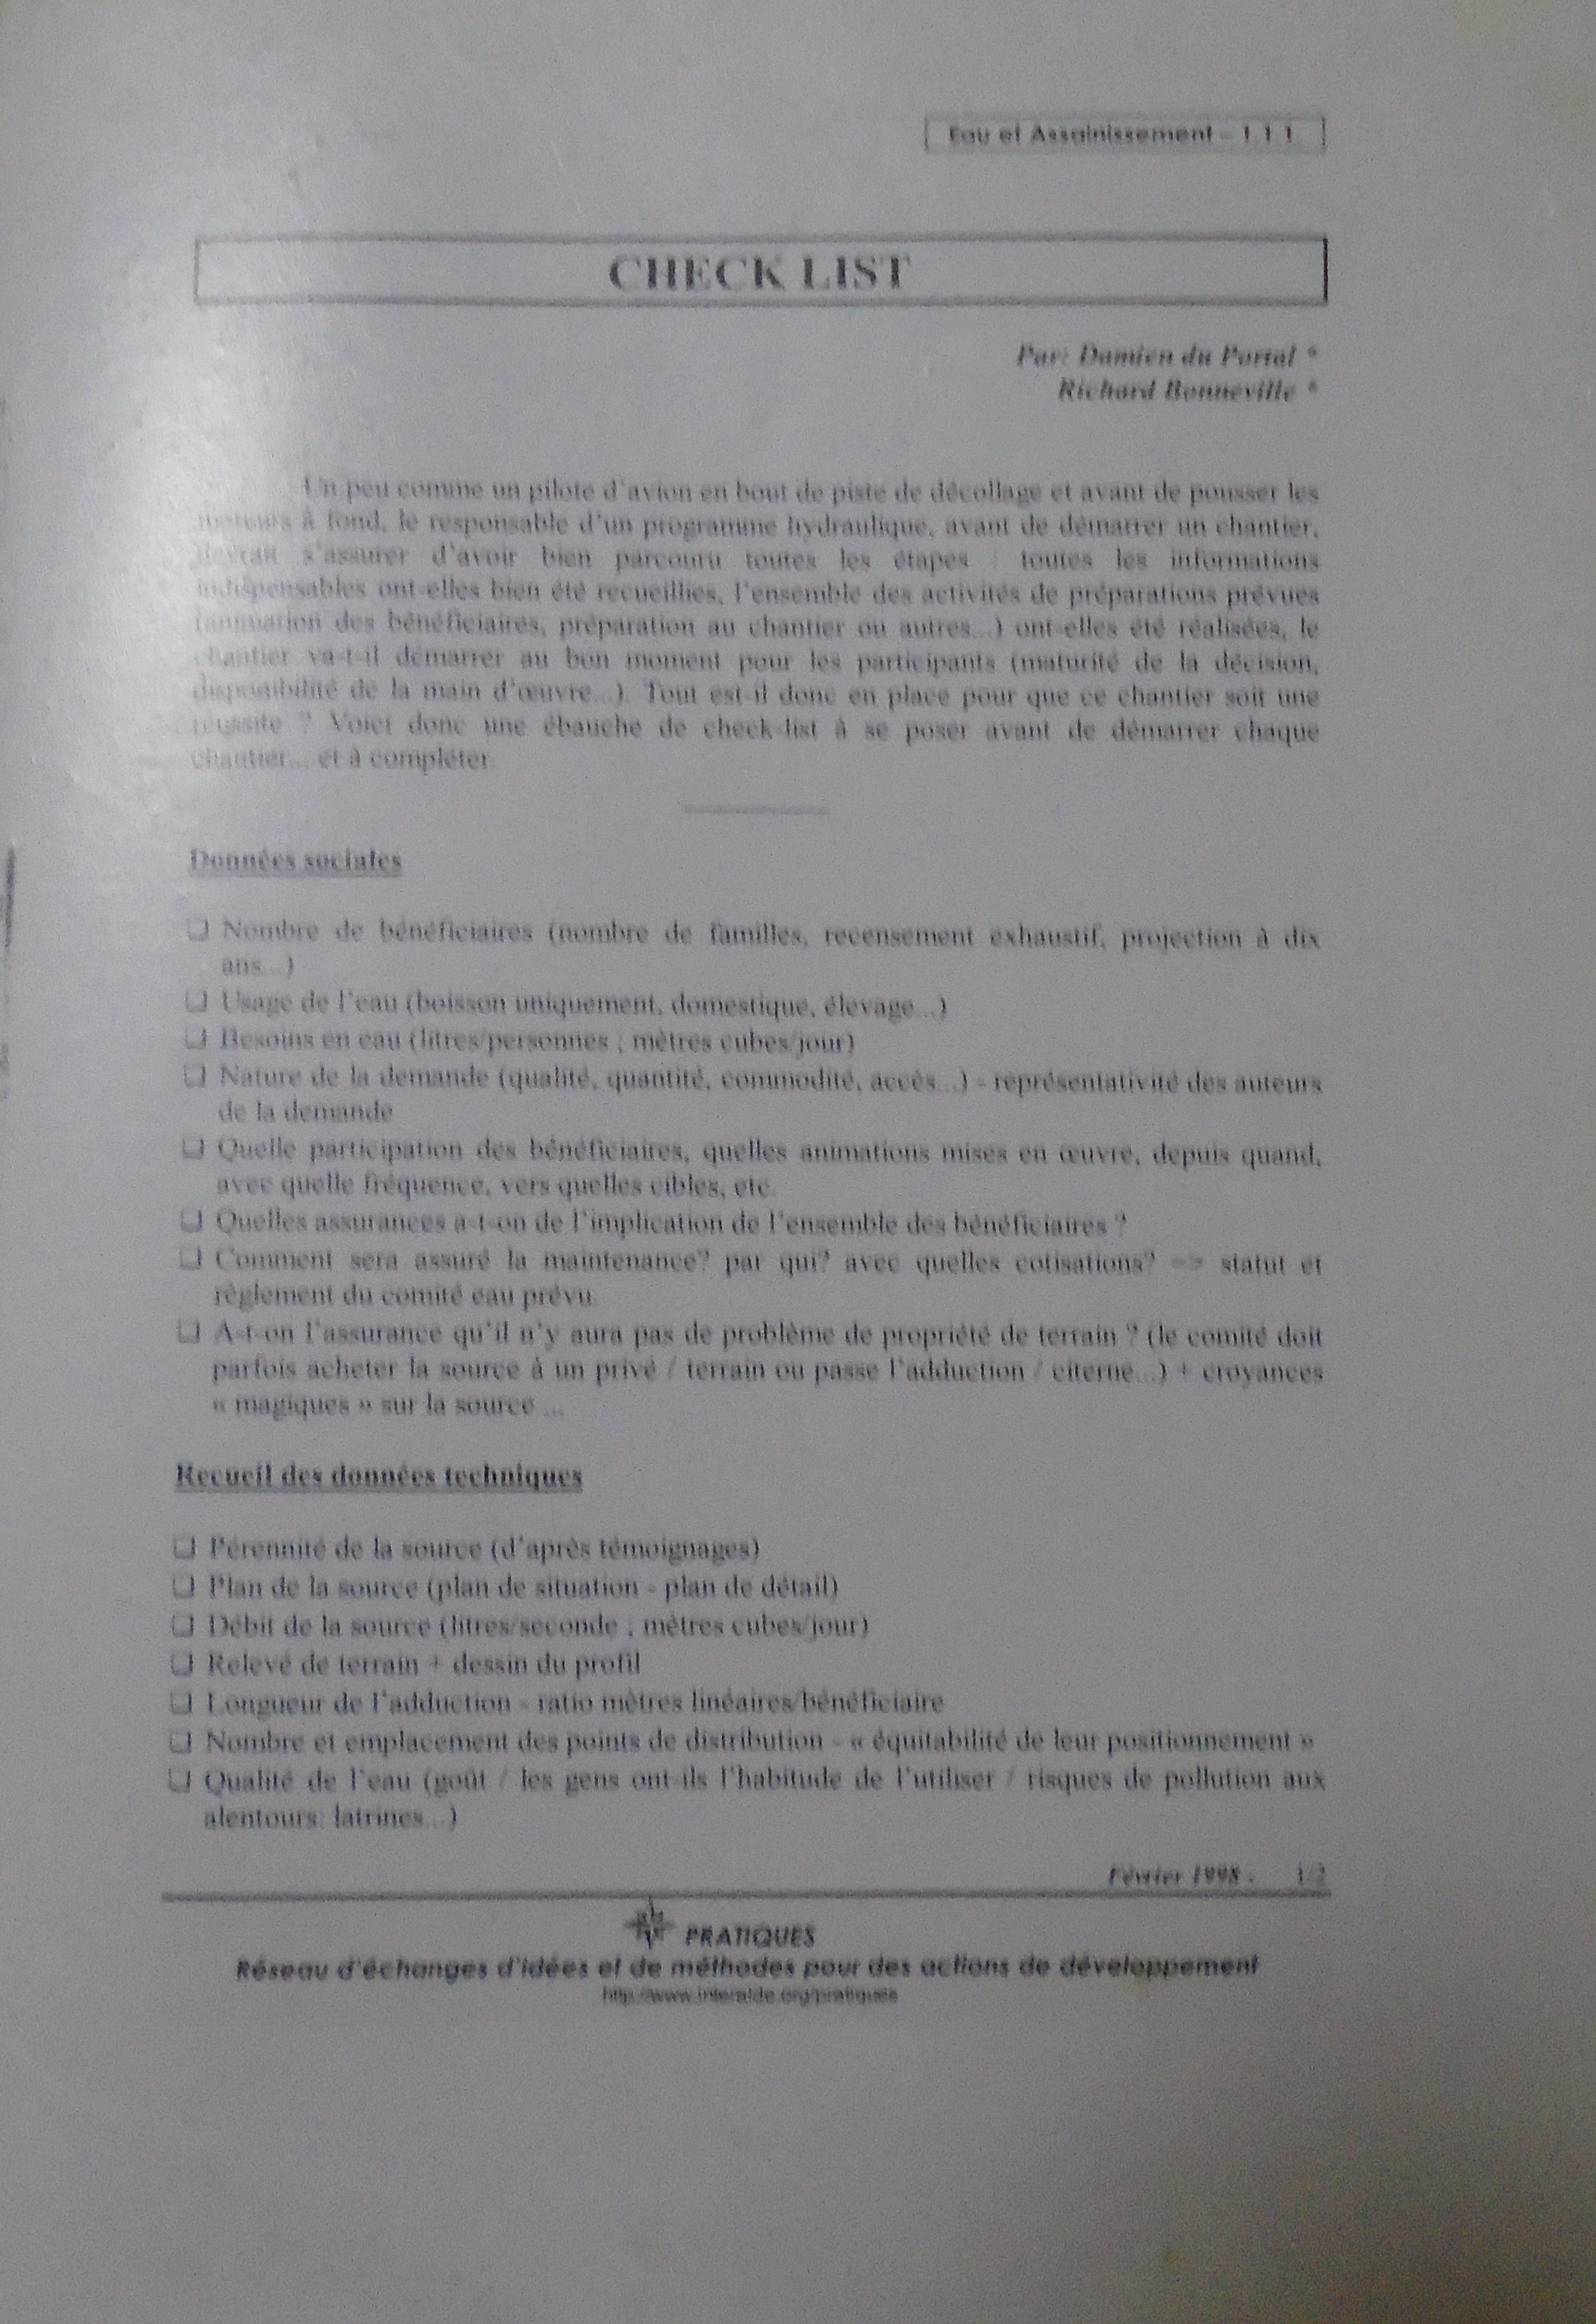 Eau et Assainissement – 1.1.1.
CHECK LIST
Par: Damien du Portal *
Richard Bonneville *
Un peu comme un pilote d'avion en bout de piste de décollage et avant de pousser les
moteurs à fond, le responsable d'un programme hydraulique, avant de démarrer un chantier,
devrait s'assurer d'avoir bien parcouru toutes les étapes : toutes les informations
indispensables ont-elles bien été recueillies, l'ensemble des activités de préparations prévues
(animation des bénéficiaires, préparation au chantier ou autres...) ont-elles été réalisées, le
chantier va-t-il démarrer au bon moment pour les participants (maturité de la décision,
disponibilité de la main d'œuvre...). Tout est-il donc en place pour que ce chantier soit une
réussite ? Voici donc une ébauche de check-list à se poser avant de démarrer chaque
chantier... et à compléter.
Données sociales
❑ Nombre de bénéficiaires (nombre de familles, recensement exhaustif, projection à dix
ans...)
❑ Usage de l'eau (boisson uniquement, domestique, élevage...)
❑ Besoins en eau (litres/personnes ; mètres cubes/jour)
❑ Nature de la demande (qualité, quantité, commodité, accès...) - représentativité des auteurs
de la demande
❑ Quelle participation des bénéficiaires, quelles animations mises en œuvre, depuis quand,
avec quelle fréquence, vers quelles cibles, etc.
❑ Quelles assurances a-t-on de l'implication de l'ensemble des bénéficiaires ?
❑ Comment sera assuré la maintenance? par qui? avec quelles cotisations? => statut et
règlement du comité eau prévu.
❑ A-t-on l'assurance qu'il n'y aura pas de problème de propriété de terrain ? (le comité doit
parfois acheter la source à un privé / terrain ou passe l'adduction / citerne...) + croyances
« magiques » sur la source ...
Recueil des données techniques
❑ Pérennité de la source (d'après témoignages)
❑ Plan de la source (plan de situation - plan de détail)
❑ Débit de la source (litres/seconde ; mètres cubes/jour)
❑ Relevé de terrain + dessin du profil
❑ Longueur de l'adduction - ratio mètres linéaires/bénéficiaire
❑ Nombre et emplacement des points de distribution - « équitabilité de leur positionnement »
❑ Qualité de l'eau (goût / les gens ont-ils l'habitude de l'utiliser / risques de pollution aux
alentours: latrines...)
Février 1998 - 1/2
PRATIQUES
Réseau d'échanges d'idées et de méthodes pour des actions de développement
http://www.interaide.org/pratiques